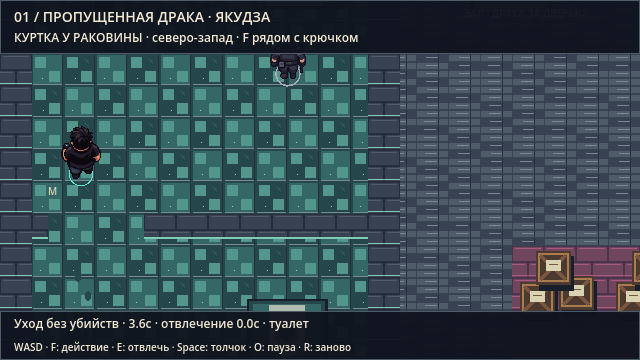 01 / ПРОПУЩЕННАЯ ДРАКА · ЯКУДЗА
КУРТКА У РАКОВИНЫ · северо-запад · F рядом с крючком
М
Уход без убийств · 3.6с · отвлечение 0.0с · туалет
WASD · F: действие · E: отвлечь · Space: толчок · O: пауза · R: заново